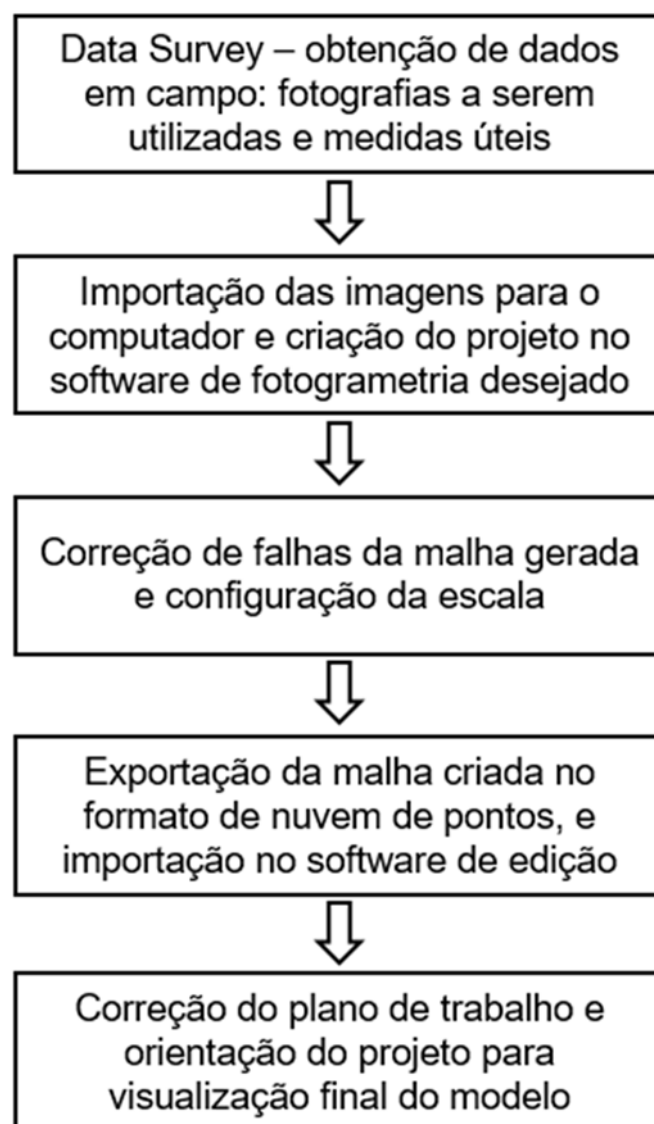 Data Survey – obtenção de dados
em campo: fotografias a serem
utilizadas e medidas úteis
Importação das imagens para o
computador e criação do projeto no
software de fotogrametria desejado
Correção de falhas da malha gerada
e configuração da escala
Exportação da malha criada no
formato de nuvem de pontos, e
importação no software de edição
Correção do plano de trabalho e
orientação do projeto para
visualização final do modelo